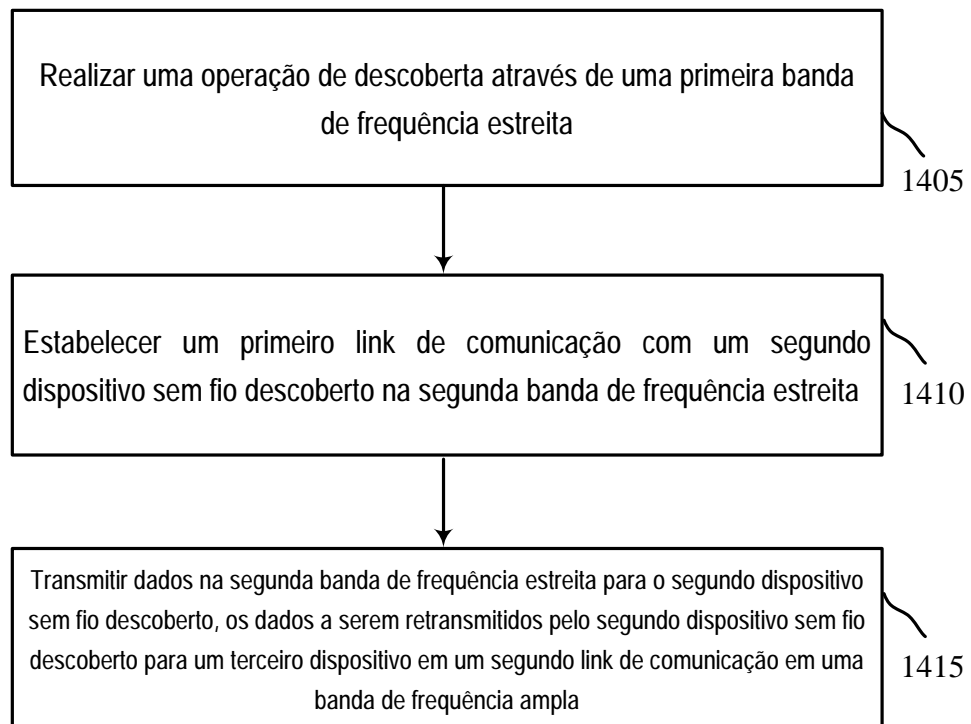 Realizar uma operação de descoberta através de uma primeira banda
de frequência estreita
1405
Estabelecer um primeiro link de comunicação com um segundo
dispositivo sem fio descoberto na segunda banda de frequência estreita
1410
Transmitir dados na segunda banda de frequência estreita para o segundo dispositivo
sem fio descoberto, os dados a serem retransmitidos pelo segundo dispositivo sem fio
descoberto para um terceiro dispositivo em um segundo link de comunicação em uma
banda de frequência ampla
1415